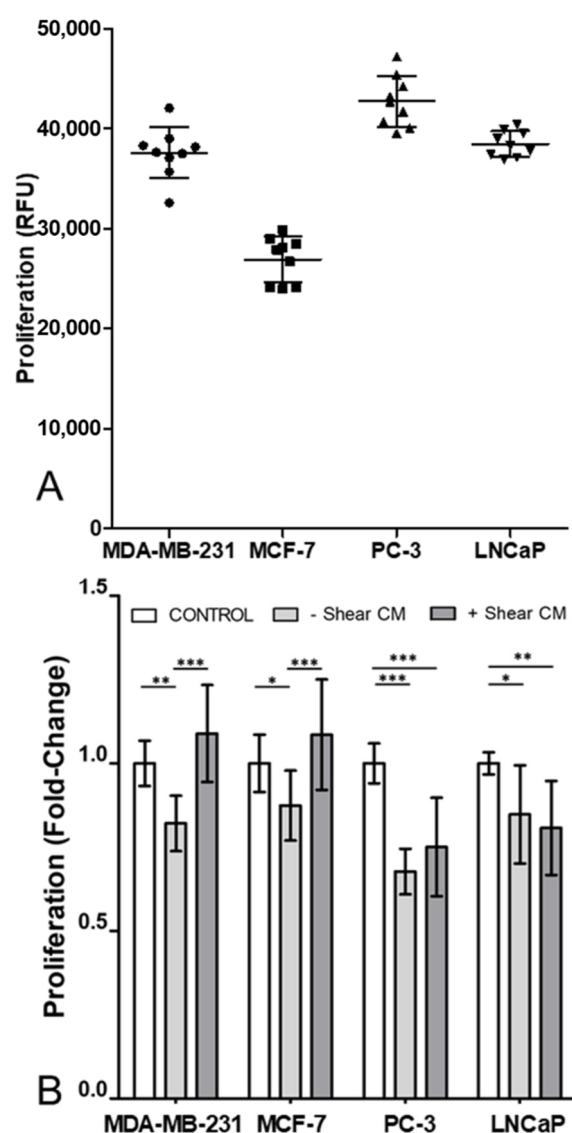 50,000
40,000
30,000
20,000
10,000
0
Proliferation (RFU)
A
MDA-MB-231 MCF-7 PC-3 LNCaP
1.5
1.0
0.5
0.0
Proliferation (Fold-Change)
CONTROL - Shear CM + Shear CM
*** *** *** **
** * *** *
B
MDA-MB-231 MCF-7 PC-3 LNCaP